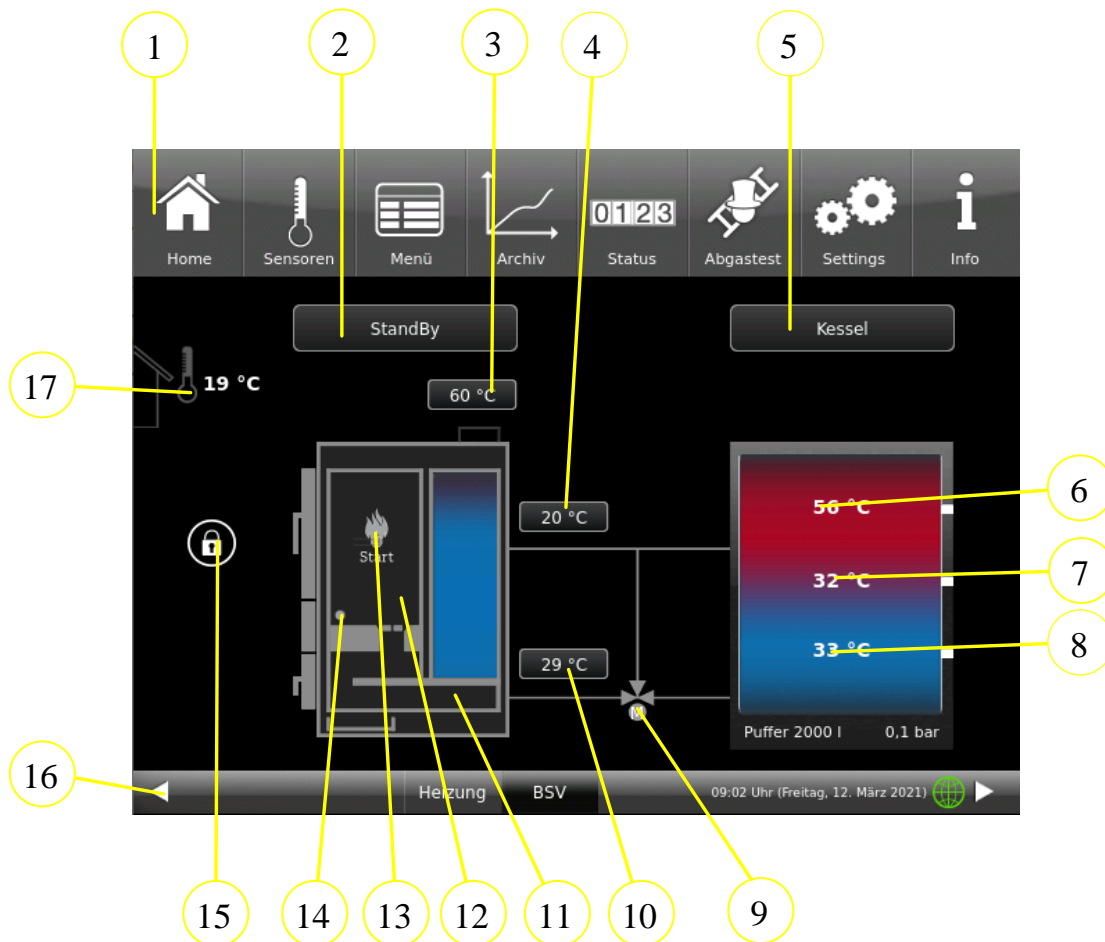 1 2 3 4 5
0123
Home Sensoren Menü Archiv Status Abgastest Settings Info
StandBy Kessel
17 19 °C
60 °C
56 °C 6
20 °C
Start
32 °C 7
33 °C 8
29 °C
M
Puffer 2000 l 0,1 bar
16
Heizung BSV 09:02 Uhr (Freitag, 12. März 2021)
15 14 13 12 11 10 9